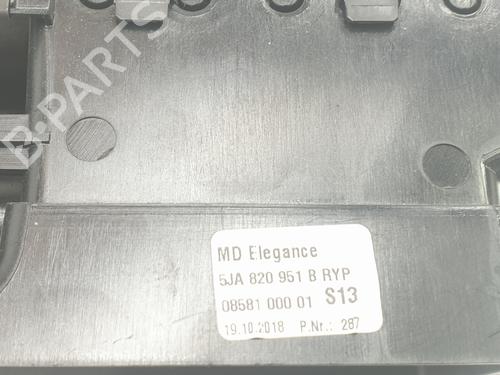 B-PARTS
MD Elegance
5JA 820 951 B RYP
08581 000 01 S13
19.10.2018 P.Nr.: 287